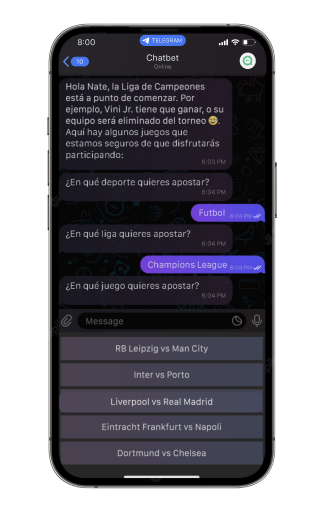 8:00
TELEGRAM
10
Chatbet
Online
Hola Nate, la Liga de Campeones
está a punto de comenzar. Por
ejemplo, Vini Jr. tiene que ganar, o su
equipo será eliminado del torneo 😅.
Aquí hay algunos juegos que
estamos seguros de que disfrutarás
participando:
6:03 PM
¿En qué deporte quieres apostar?
6:04 PM
Futbol 6:04 PM
¿En qué liga quieres apostar?
6:04 PM
Champions League 6:04 PM
¿En qué juego quieres apostar?
6:04 PM
Message
RB Leipzig vs Man City
Inter vs Porto
Liverpool vs Real Madrid
Eintracht Frankfurt vs Napoli
Dortmund vs Chelsea